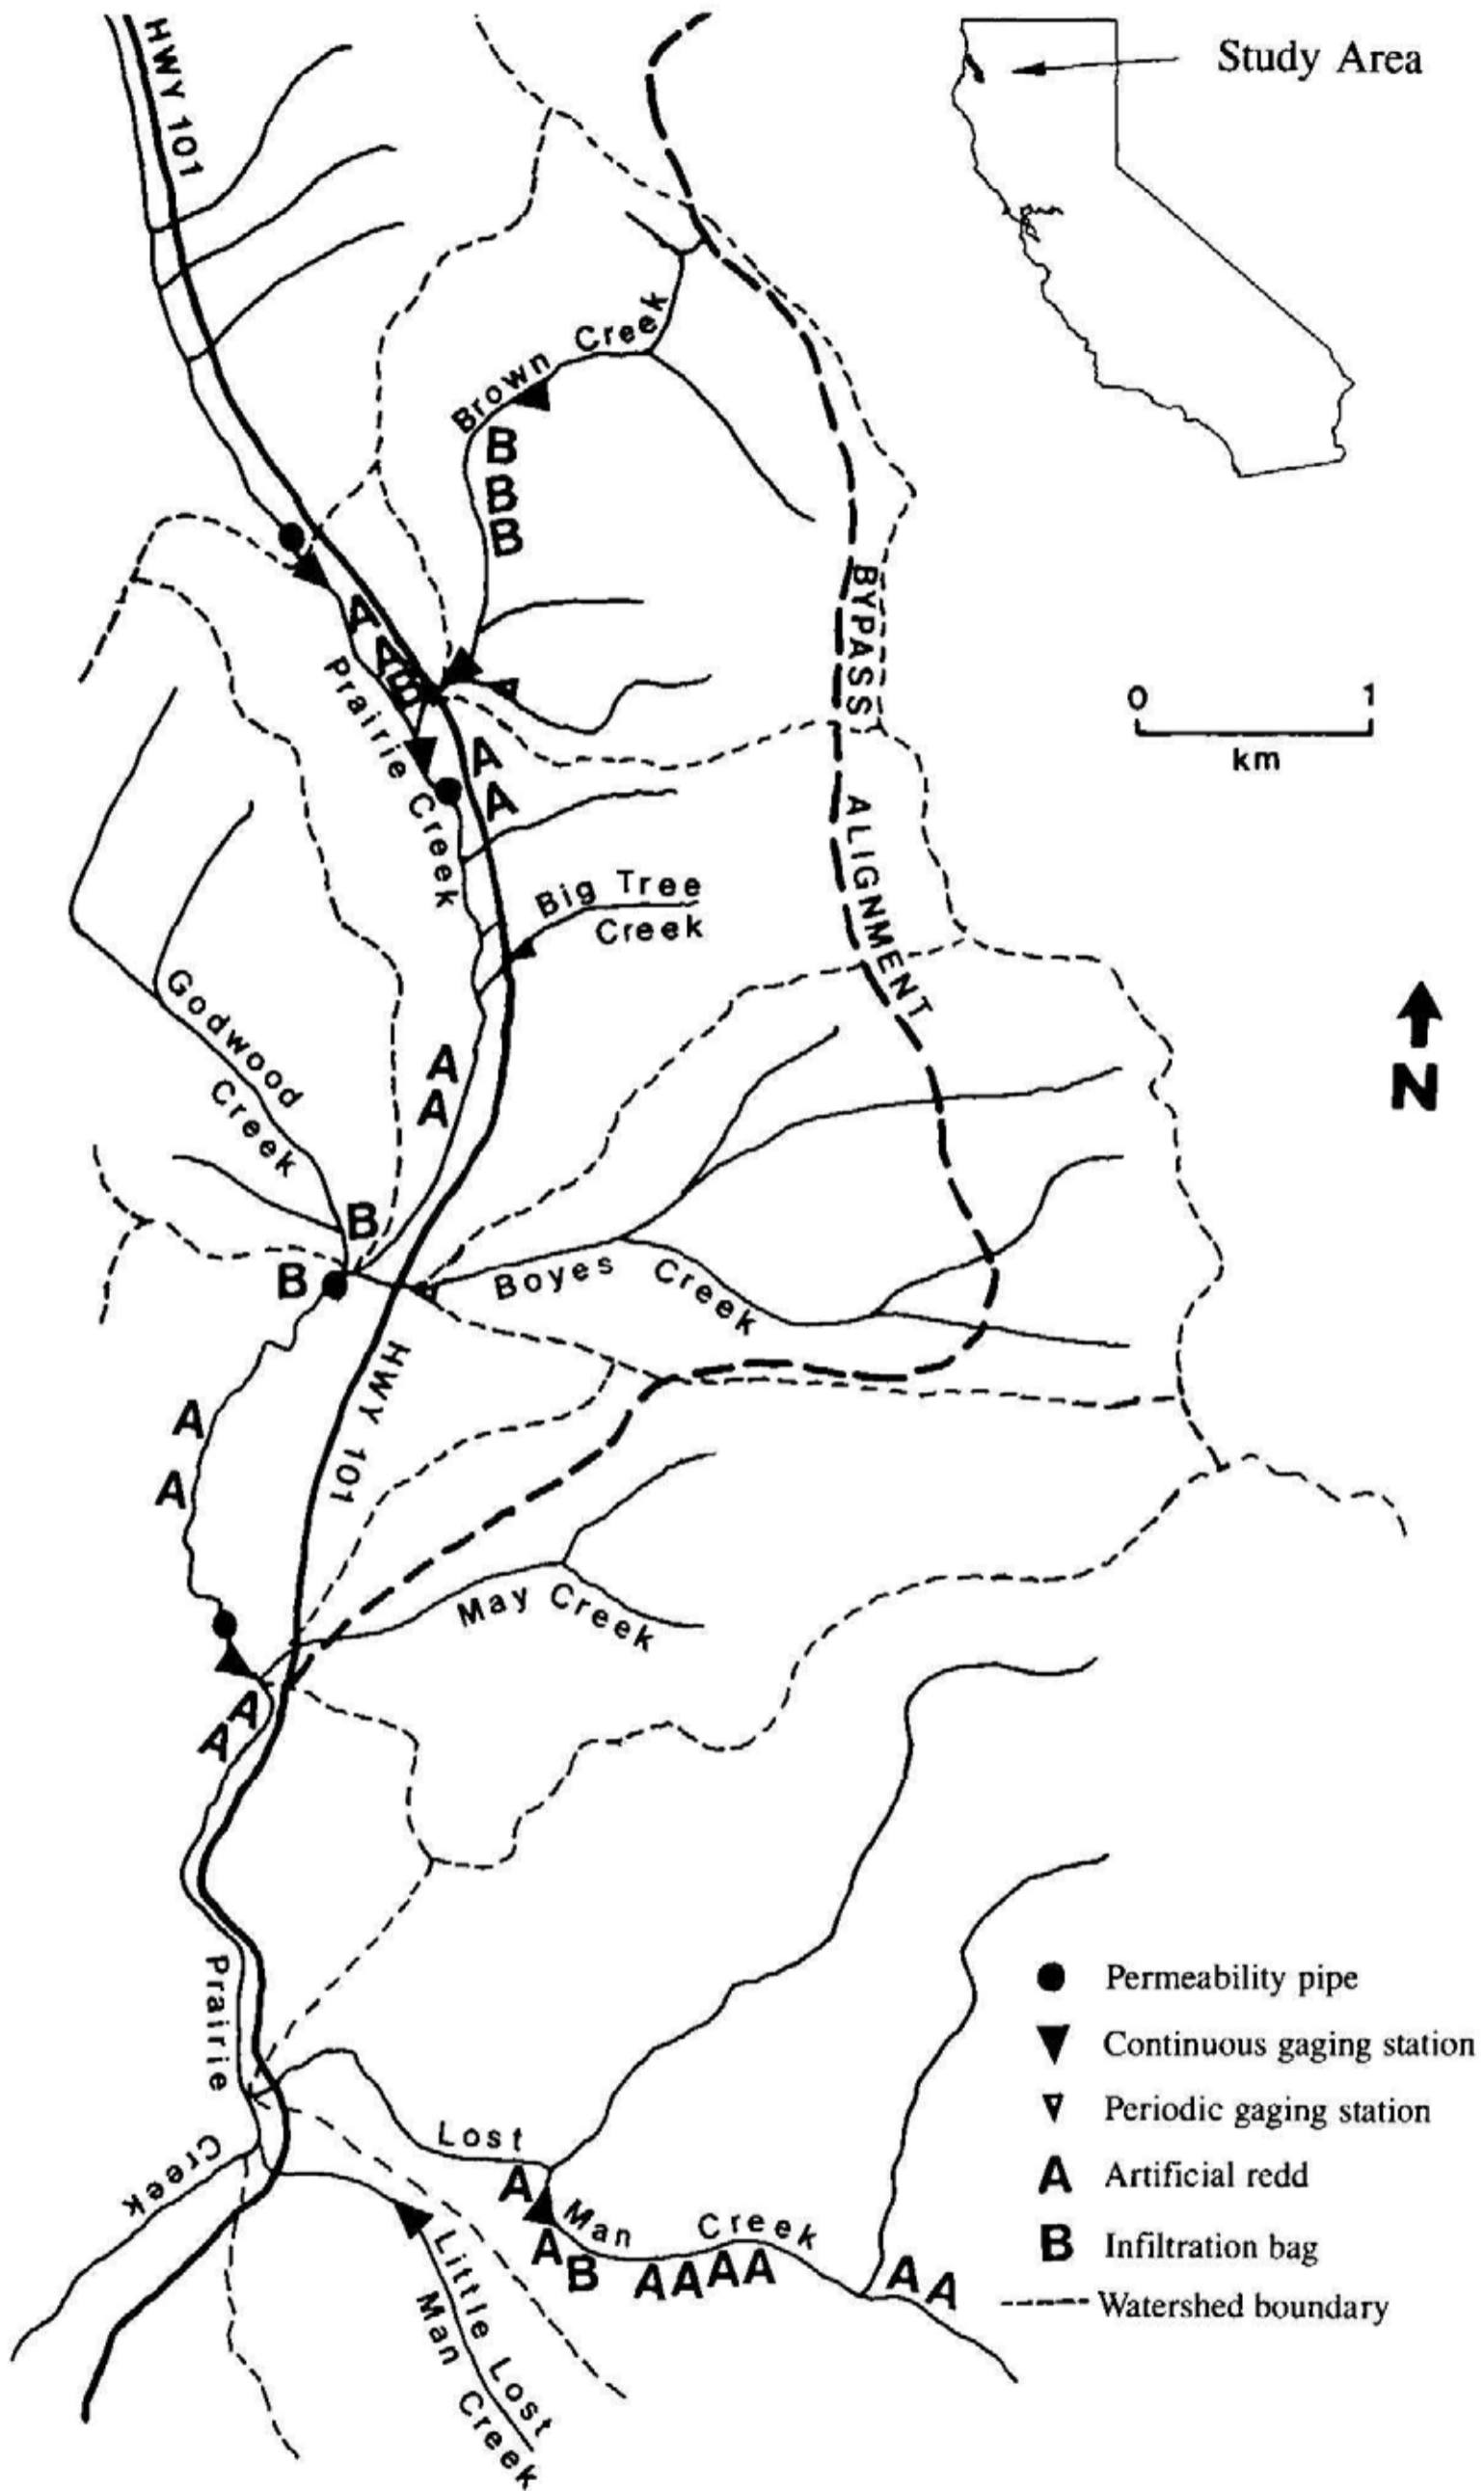 HWY 101
Study Area
Brown Creek
B
B
B
A
A
B
Prairie Creek
A
A
BYPASS ALIGNMENT
0 1
km
Big Tree
Creek
Godwood
Creek
A
A
N
B
B
Boyes Creek
HWY 101
A
A
May Creek
A
A
Prairie
Creek
Lost
Man Creek
A
A
B
AAAA
AA
Little Lost
Man Creek
Permeability pipe
Continuous gaging station
Periodic gaging station
A Artificial redd
B Infiltration bag
Watershed boundary